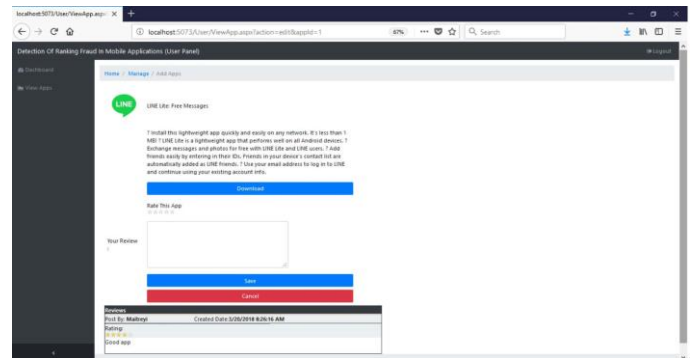 localhost:5073/User/ViewApp.aspx
localhost:5073/User/ViewApp.aspx?action=edit&appId=1
67%
Search
Detection Of Ranking Fraud in Mobile Applications (User Panel)
Logout
Dashboard
View Apps
Home / Manage / Add Apps
LINE
LINE Lite: Free Messages
? Install this lightweight app quickly and easily on any network. It's less than 1
MB! ? LINE Lite is a lightweight app that performs well on all Android devices. ?
Exchange messages and photos for free with LINE Lite and LINE users. ? Add
friends easily by entering in their IDs. Friends in your device's contact list are
automatically added as LINE friends. ? Use your email address to log in to LINE
and continue using your existing account info.
Download
Rate This App
Your Review
:
Save
Cancel
Reviews
Post By: Maitreyi Created Date:3/20/2018 8:26:16 AM
Rating:
Good app